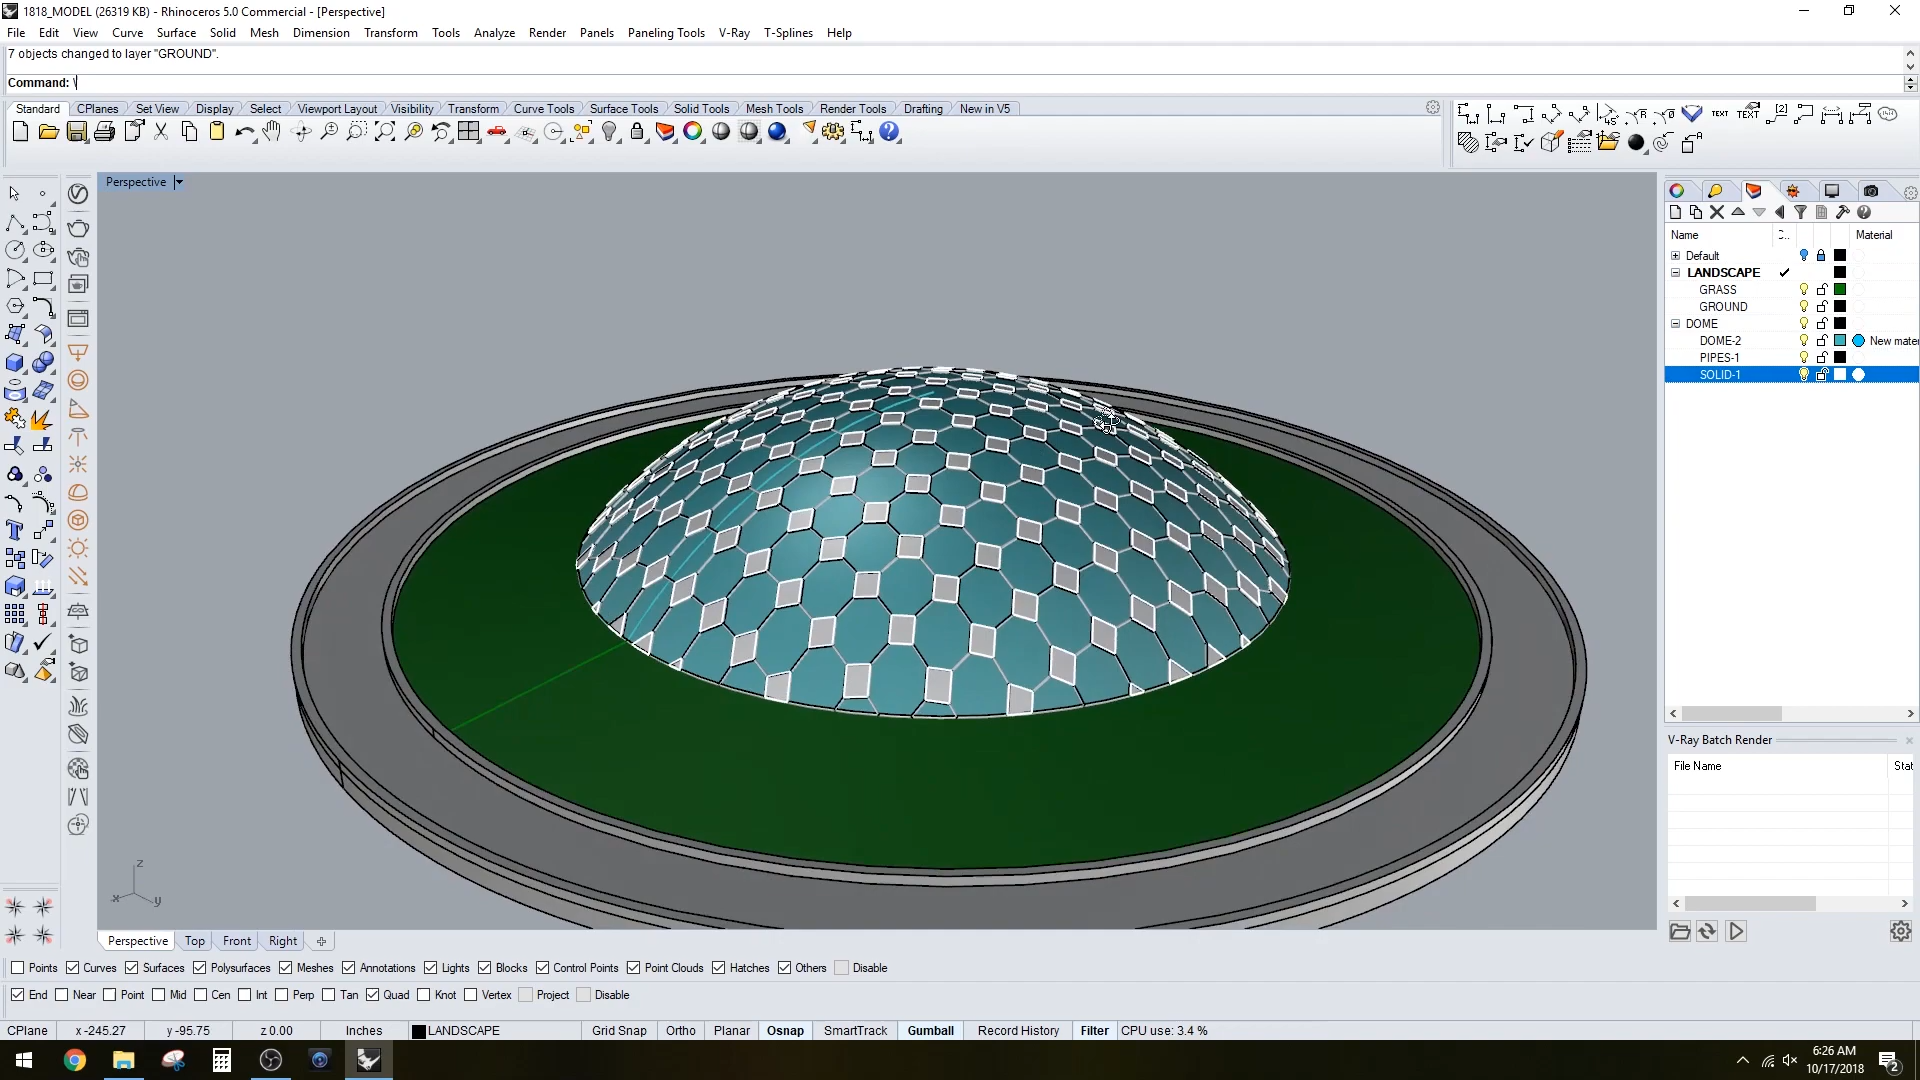 1818_MODEL (26319 KB) - Rhinoceros 5.0 Commercial - [Perspective]
File Edit View Curve Surface Solid Mesh Dimension Transform Tools Analyze Render Panels Paneling Tools V-Ray T-Splines Help
7 objects changed to layer "GROUND".
Command: \
Standard CPlanes Set View Display Select Viewport Layout Visibility Transform Curve Tools Surface Tools Solid Tools Mesh Tools Render Tools Drafting New in V5
Perspective
Name Material
Default
LANDSCAPE
GRASS
GROUND
DOME
DOME-2 New mater
PIPES-1
SOLID-1
V-Ray Batch Render
File Name Stat
z
x y
Perspective Top Front Right
Points Curves Surfaces Polysurfaces Meshes Annotations Lights Blocks Control Points Point Clouds Hatches Others Disable
End Near Point Mid Cen Int Perp Tan Quad Knot Vertex Project Disable
CPlane x -245.27 y -95.75 z 0.00 Inches LANDSCAPE Grid Snap Ortho Planar Osnap SmartTrack Gumball Record History Filter CPU use: 3.4 %
6:26 AM
10/17/2018
2